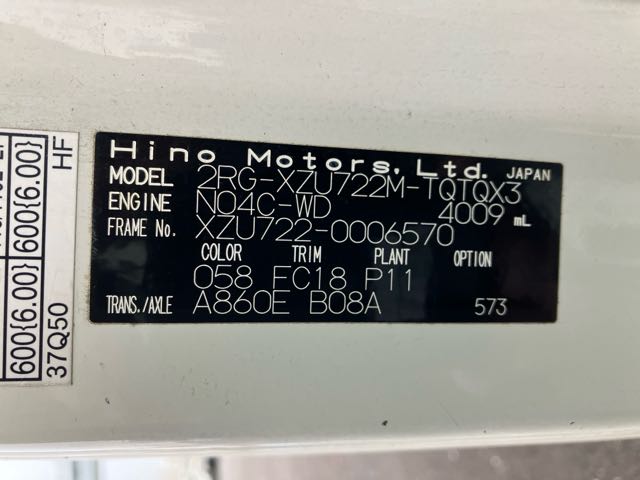 Hino Motors, Ltd. JAPAN
MODEL 2RG-XZU722M-TQTQX3
ENGINE N04C-WD 4009 mL
FRAME No. XZU722-0006570
COLOR TRIM PLANT OPTION
058 FC18 P11
TRANS./AXLE A860E B08A 573
600{6.00} 600{6.00}
37Q50 HF